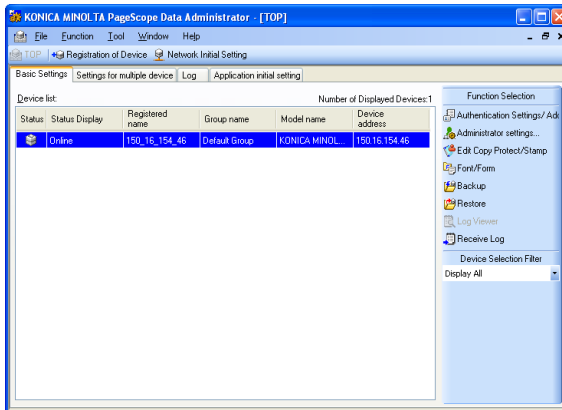 KONICA MINOLTA PageScope Data Administrator - [TOP]
File Function Tool Window Help
TOP Registration of Device Network Initial Setting
Basic Settings Settings for multiple device Log Application initial setting
Device list: Number of Displayed Devices:1
Status Status Display Registered name Group name Model name Device address
Online 150_16_154_46 Default Group KONICA MINOL... 150.16.154.46
Function Selection
Authentication Settings/ Add
Administrator settings...
Edit Copy Protect/Stamp
Font/Form
Backup
Restore
Log Viewer
Receive Log
Device Selection Filter
Display All